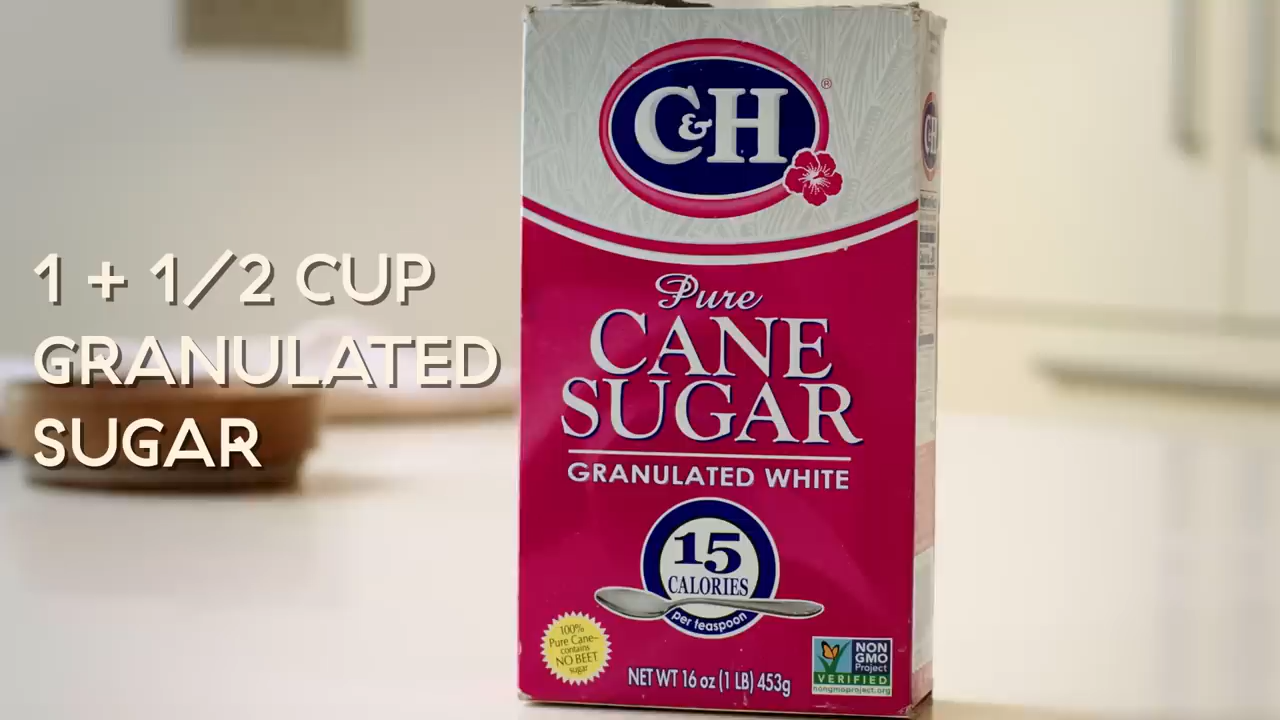 1 + 1/2 CUP
GRANULATED
SUGAR
C&H®
Pure
CANE
SUGAR
GRANULATED WHITE
15
CALORIES
per teaspoon
100%
Pure Cane-
contains
NO BEET
sugar
NET WT 16 oz (1 LB) 453g
NON
GMO
Project
VERIFIED
nongmoproject.org
C&H